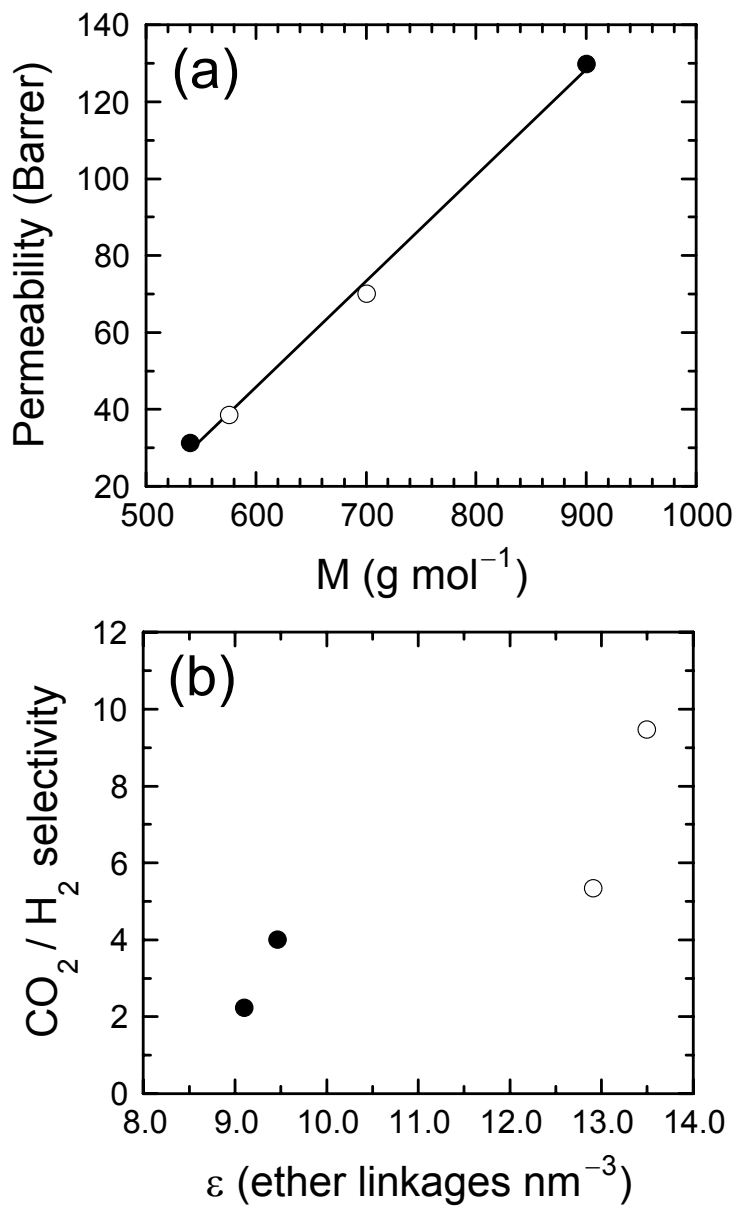 (a)
Permeability (Barrer)
140
120
100
80
60
40
20
500 600 700 800 900 1000
M (g mol⁻¹)
(b)
CO₂ / H₂ selectivity
12
10
8
6
4
2
0
8.0 9.0 10.0 11.0 12.0 13.0 14.0
ε (ether linkages nm⁻³)